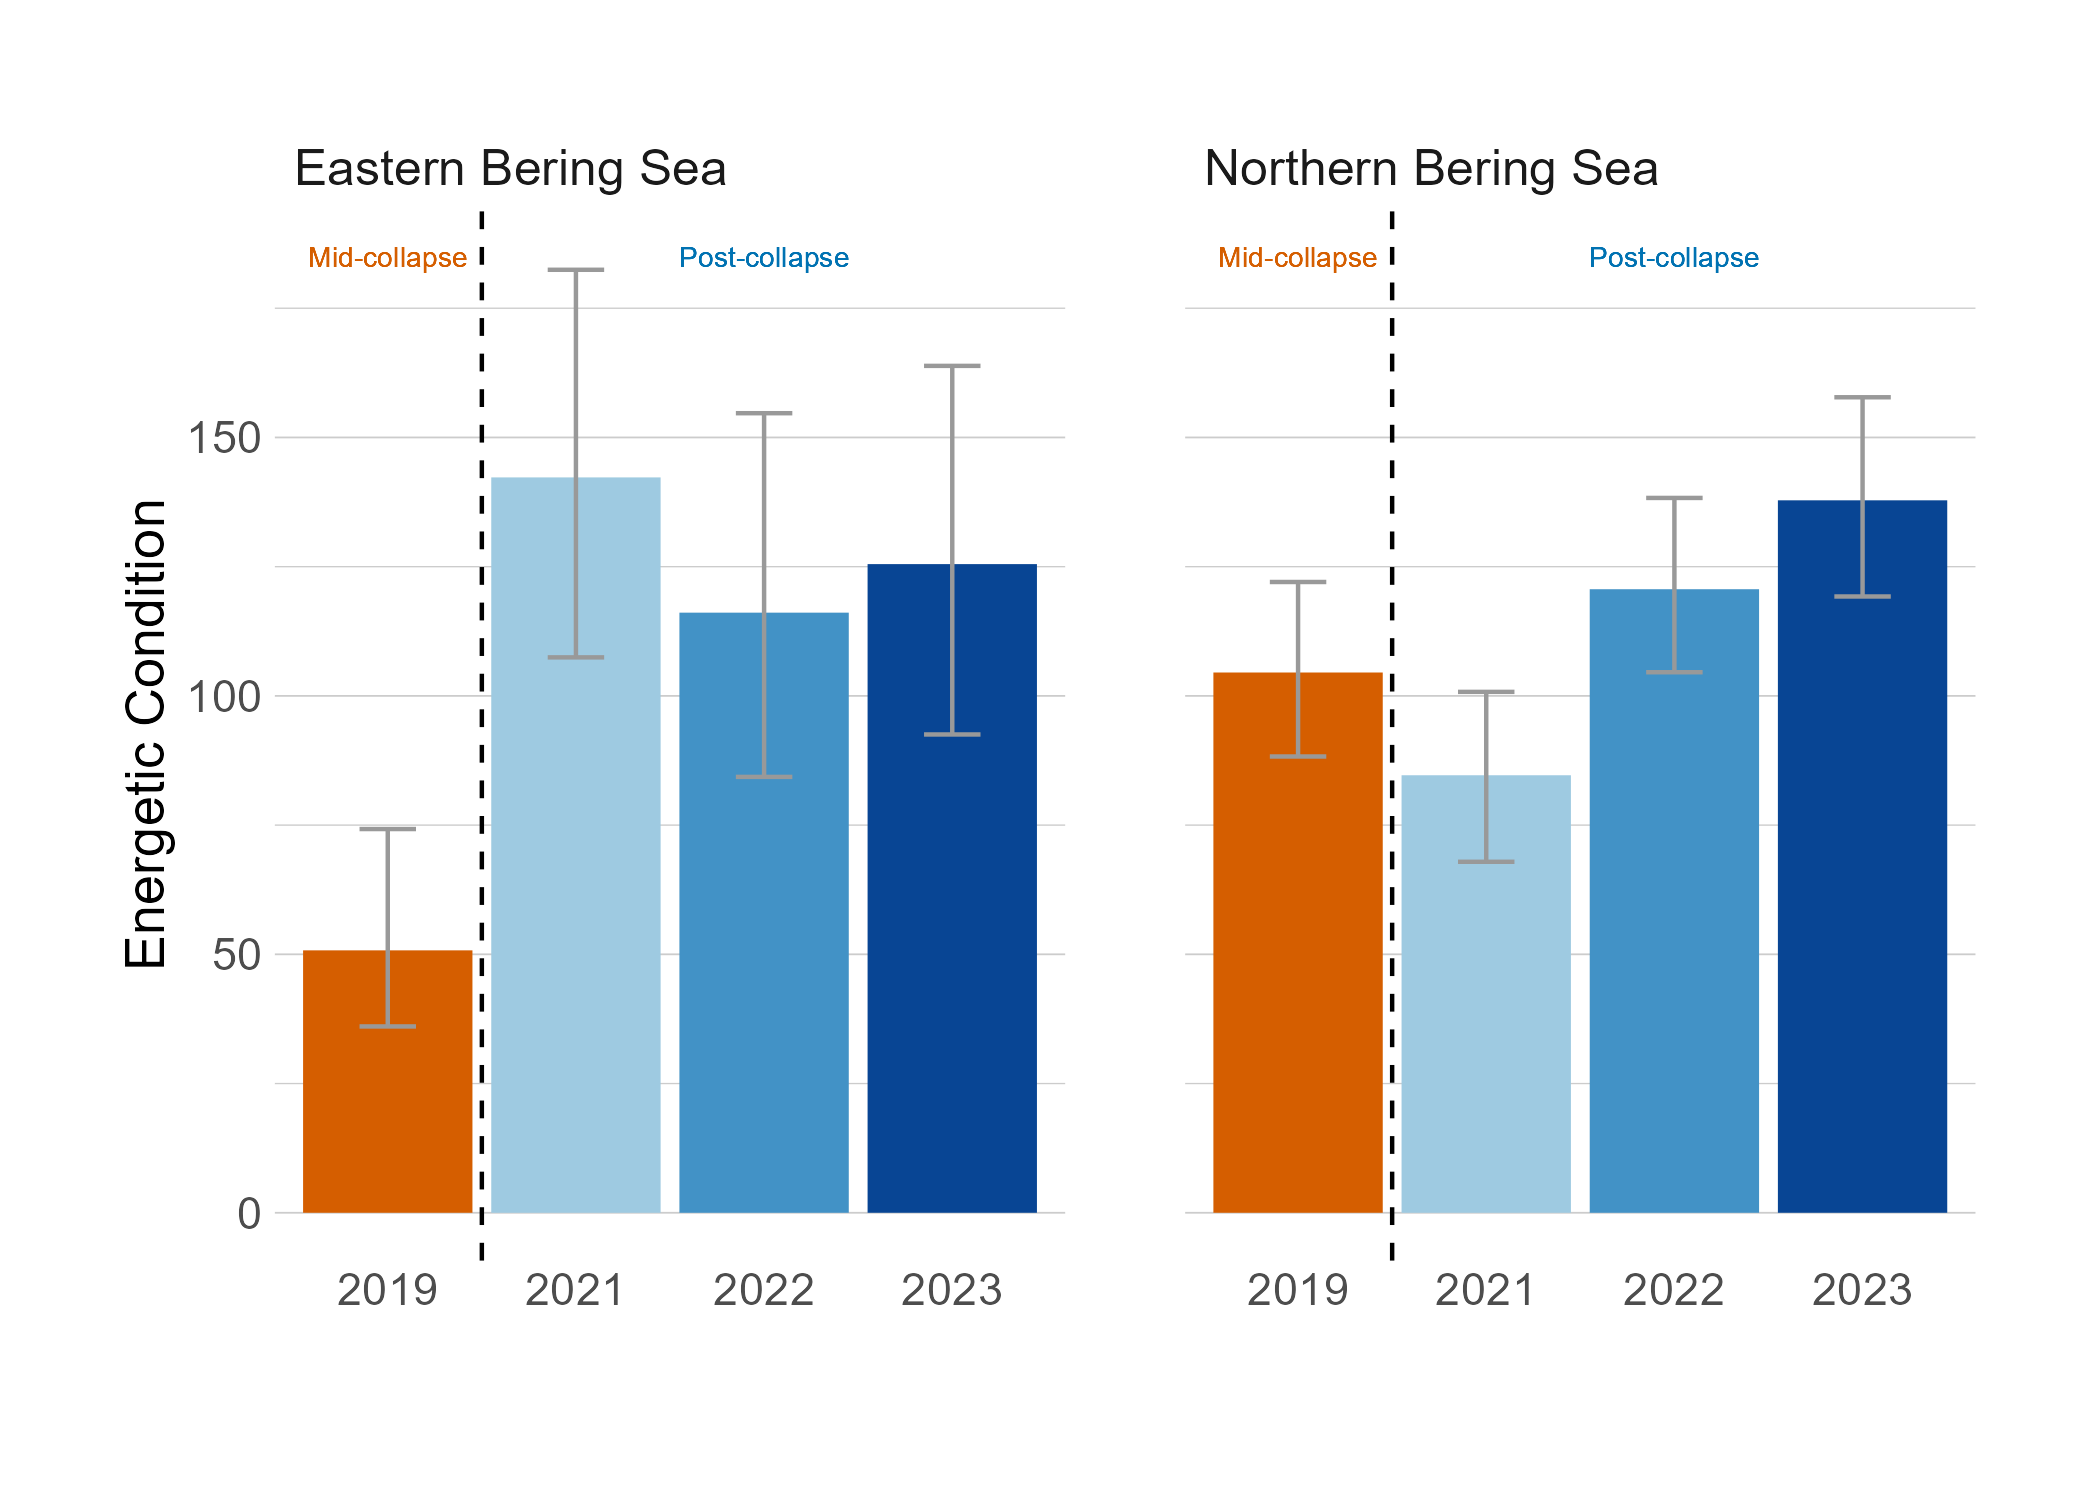 Eastern Bering Sea
Northern Bering Sea
Mid-collapse
Post-collapse
Mid-collapse
Post-collapse
Energetic Condition
150
100
50
0
2019
2021
2022
2023
2019
2021
2022
2023